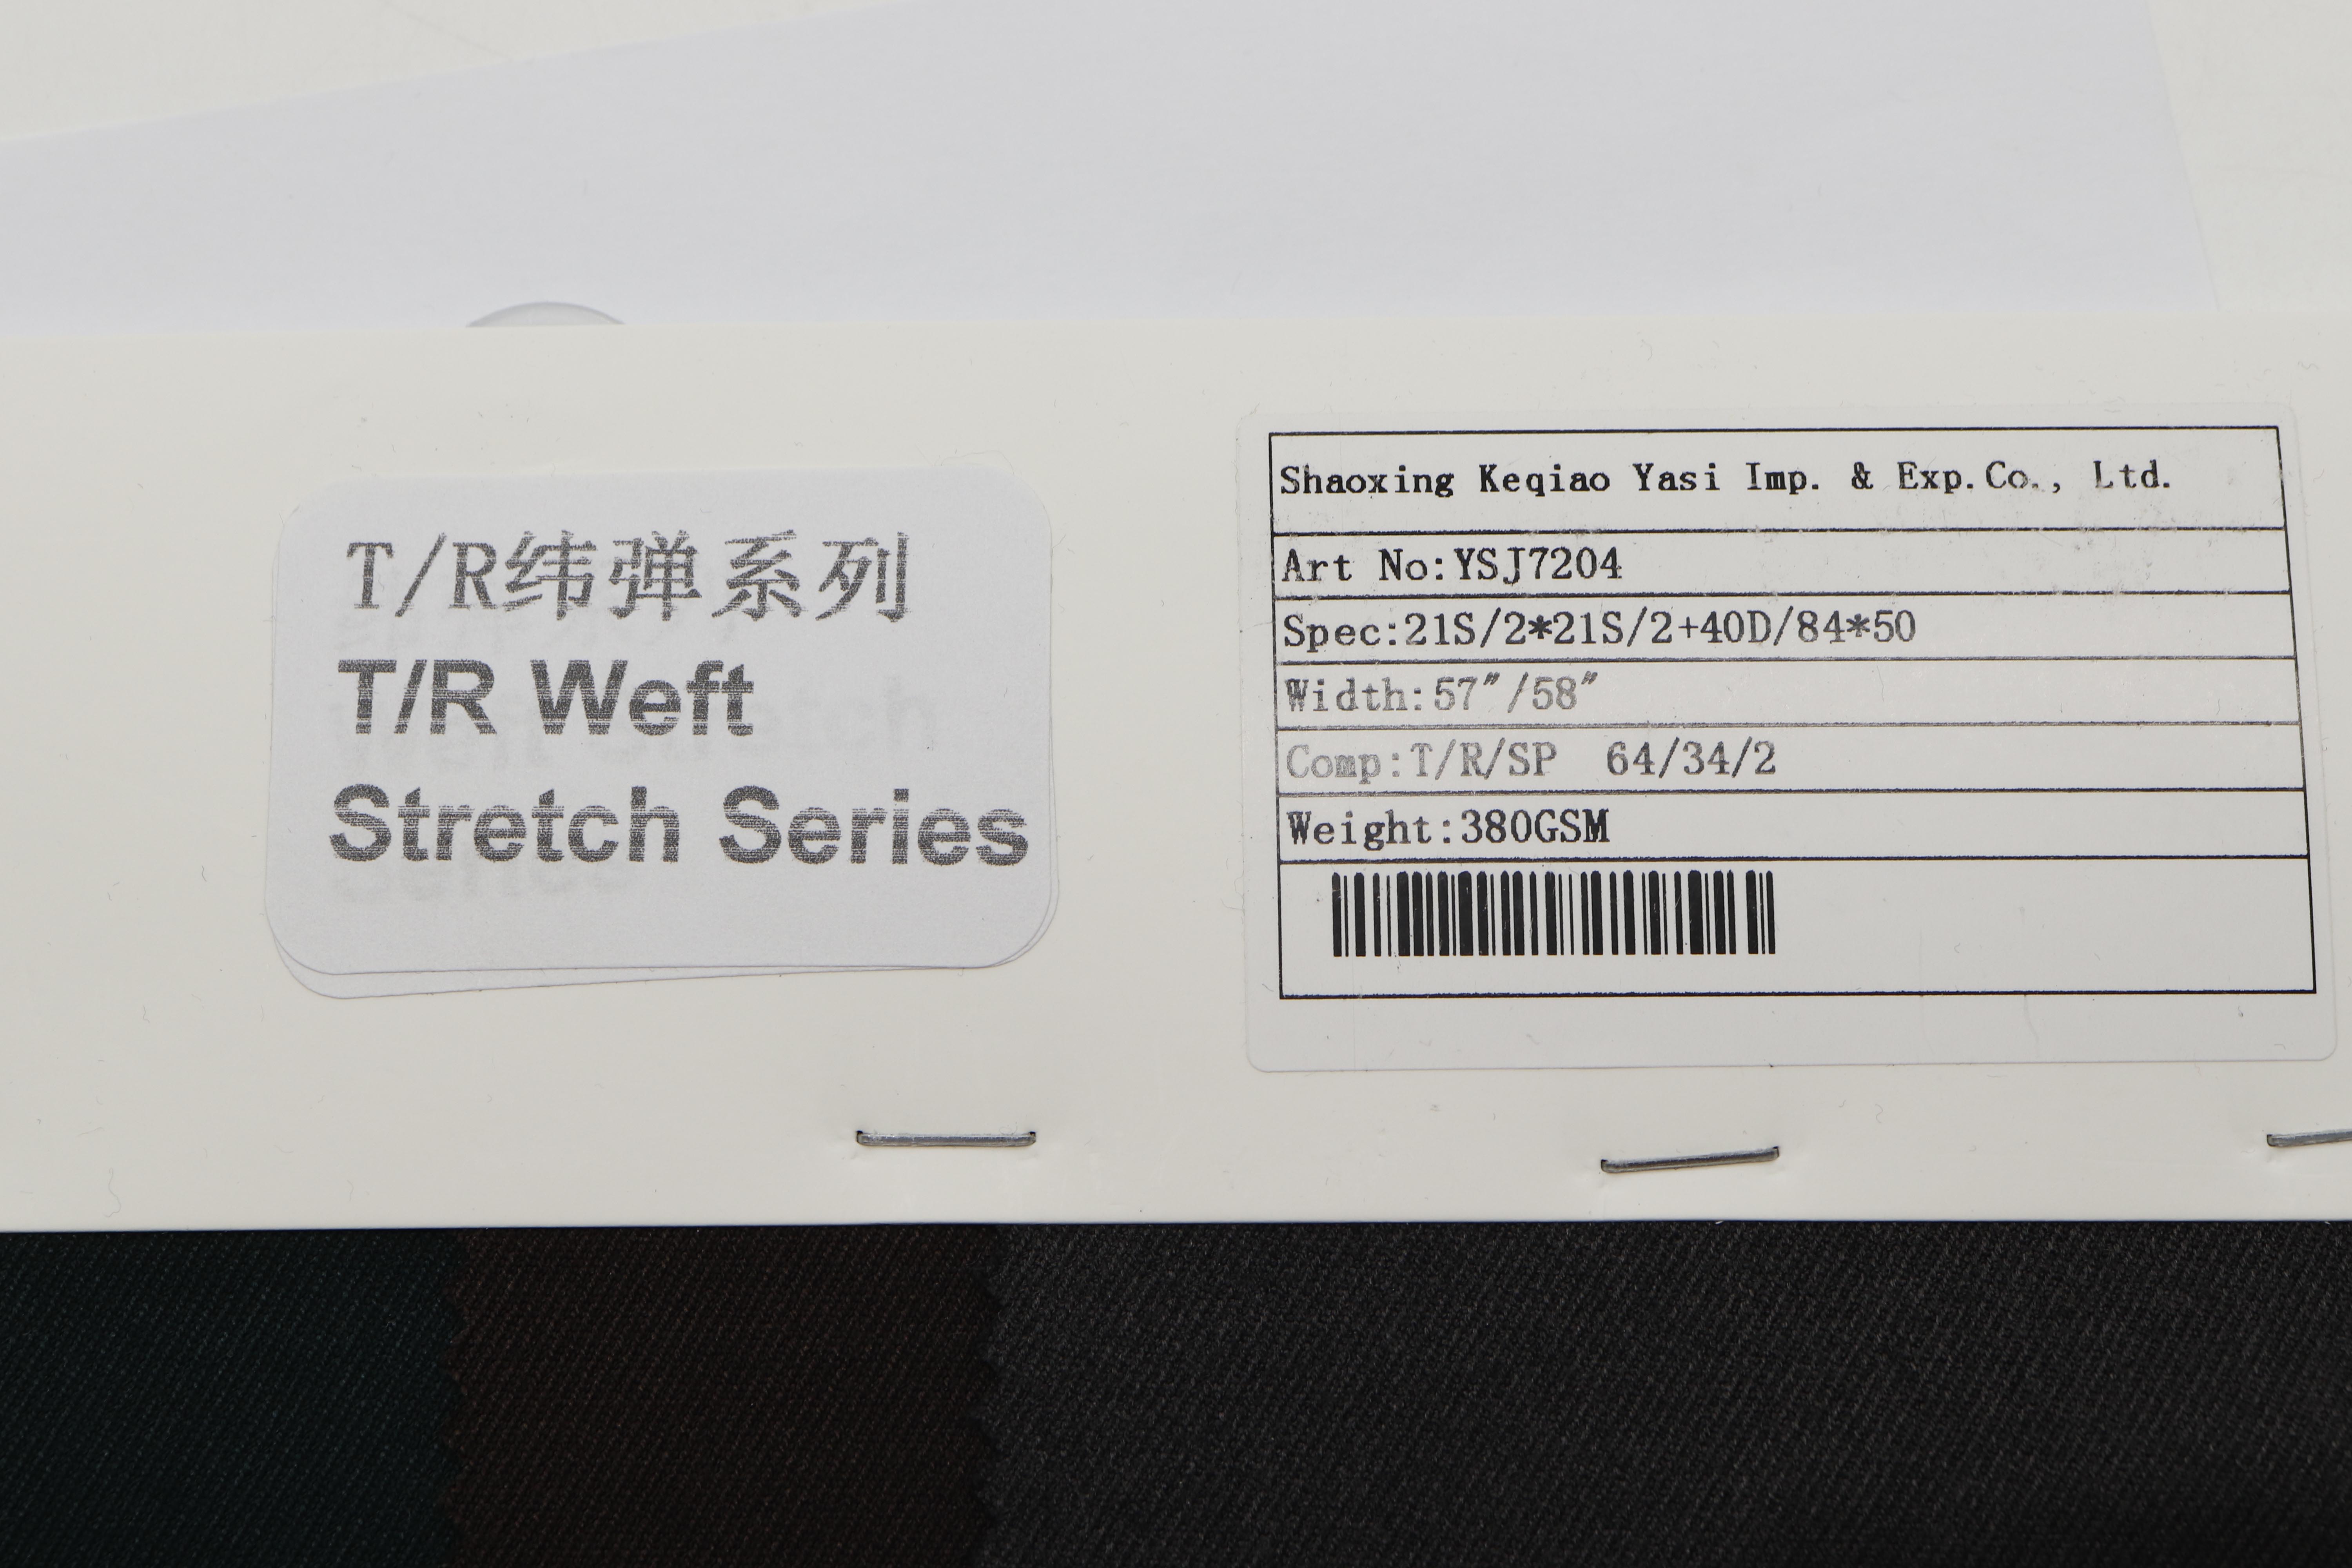 T/R纬弹系列
T/R Weft
Stretch Series
Shaoxing Keqiao Yasi Imp. & Exp.Co., Ltd.
Art No:YSJ7204
Spec:21S/2*21S/2+40D/84*50
Width:57″/58″
Comp:T/R/SP  64/34/2
Weight:380GSM